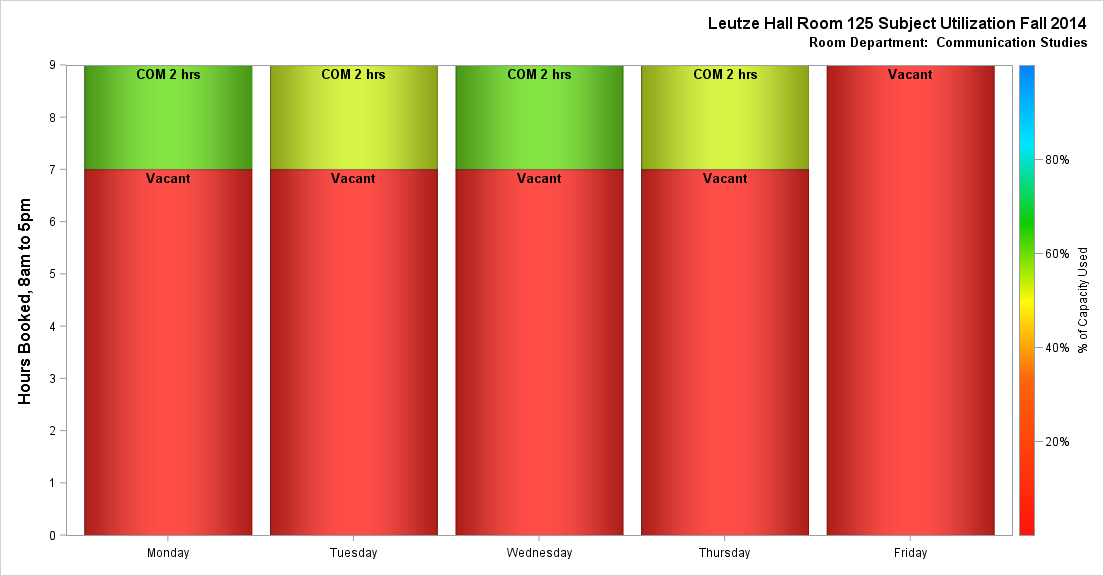 Leutze Hall Room 125 Subject Utilization Fall 2014
Room Department:  Communication Studies
Hours Booked, 8am to 5pm
9
8
7
6
5
4
3
2
1
0
COM 2 hrs
COM 2 hrs
COM 2 hrs
COM 2 hrs
Vacant
Vacant
Vacant
Vacant
Vacant
Monday
Tuesday
Wednesday
Thursday
Friday
80%
60%
40%
20%
% of Capacity Used